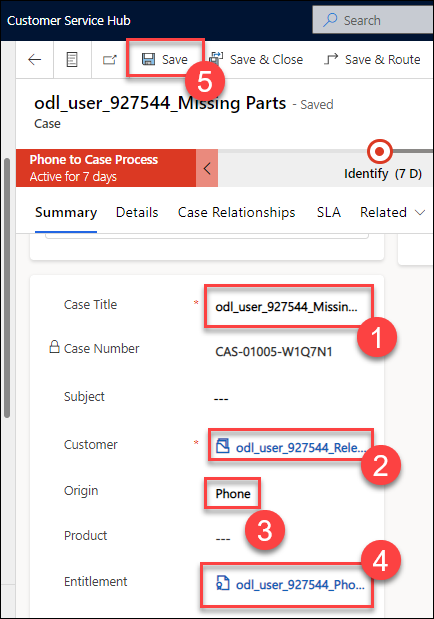 Customer Service Hub
Search
Save
Save & Close
Save & Route
5
odl_user_927544_Missing Parts - Saved
Case
Phone to Case Process
Active for 7 days
Identify (7 D)
Summary Details Case Relationships SLA Related
Case Title * odl_user_927544_Missin...
1
Case Number CAS-01005-W1Q7N1
Subject ---
Customer * odl_user_927544_Rele...
2
Origin Phone
3
Product ---
4
Entitlement odl_user_927544_Pho...